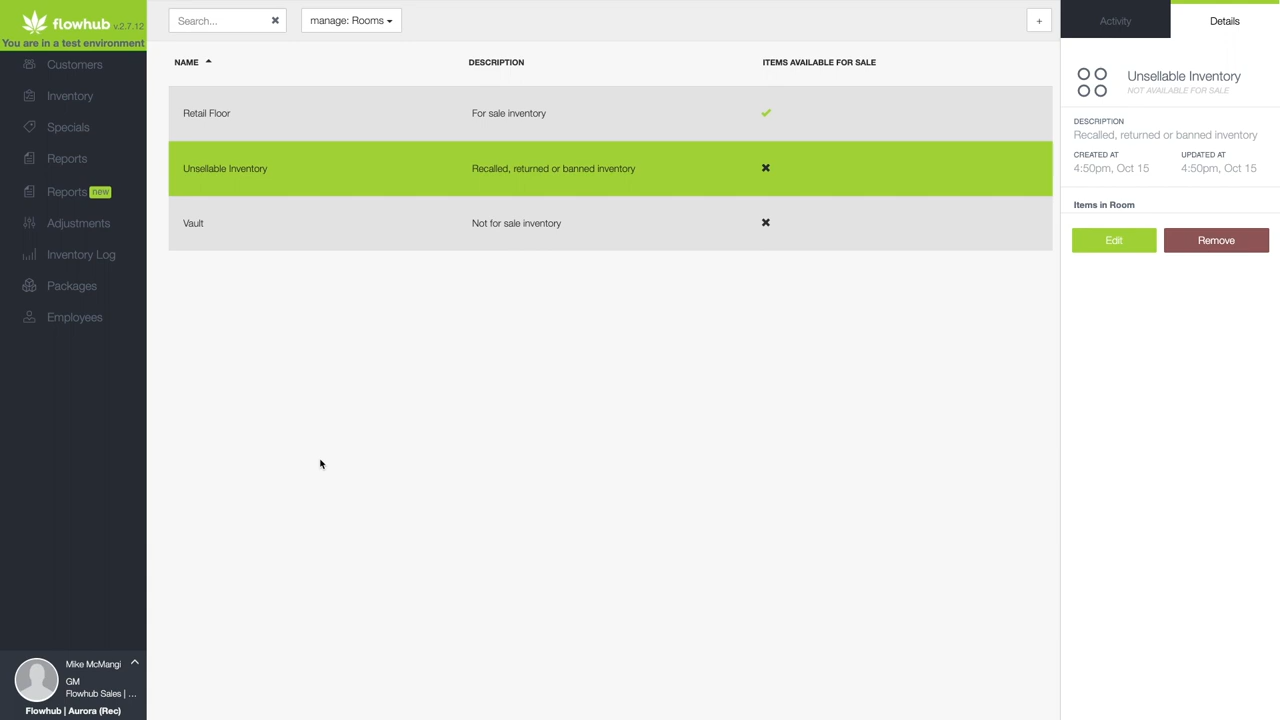 flowhub v.2.7.12
You are in a test environment
Customers
Inventory
Specials
Reports
Reports new
Adjustments
Inventory Log
Packages
Employees
Mike McMangi
GM
Flowhub Sales | ...
Flowhub | Aurora (Rec)
Search...
manage: Rooms
+
NAME DESCRIPTION ITEMS AVAILABLE FOR SALE
Retail Floor For sale inventory
Unsellable Inventory Recalled, returned or banned inventory
Vault Not for sale inventory
Activity Details
Unsellable Inventory
NOT AVAILABLE FOR SALE
DESCRIPTION
Recalled, returned or banned inventory
CREATED AT UPDATED AT
4:50pm, Oct 15 4:50pm, Oct 15
Items in Room
Edit Remove